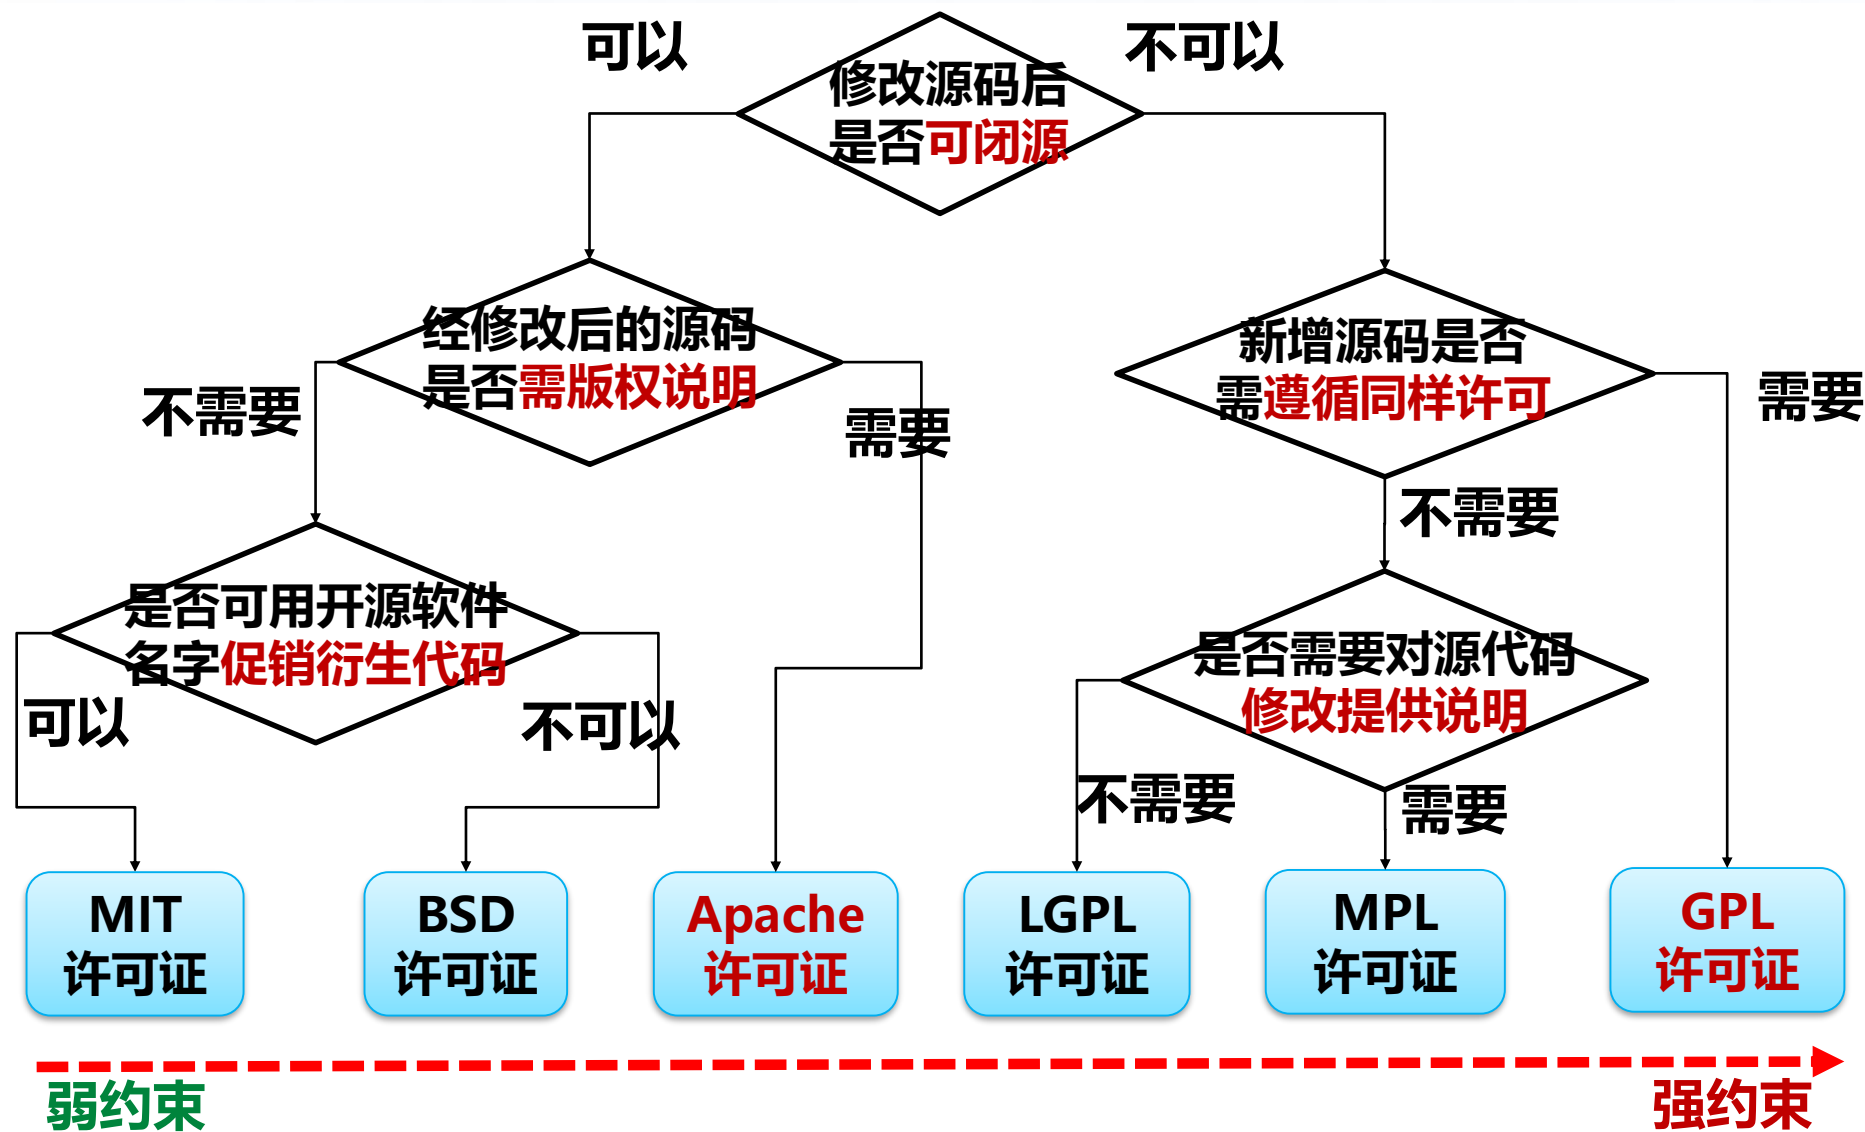 可以
不可以
修改源码后
是否可闭源
经修改后的源码
是否需版权说明
新增源码是否
需遵循同样许可
不需要
需要
需要
不需要
是否可用开源软件
名字促销衍生代码
是否需要对源代码
修改提供说明
可以
不可以
不需要
需要
MIT
许可证
BSD
许可证
Apache
许可证
LGPL
许可证
MPL
许可证
GPL
许可证
弱约束
强约束